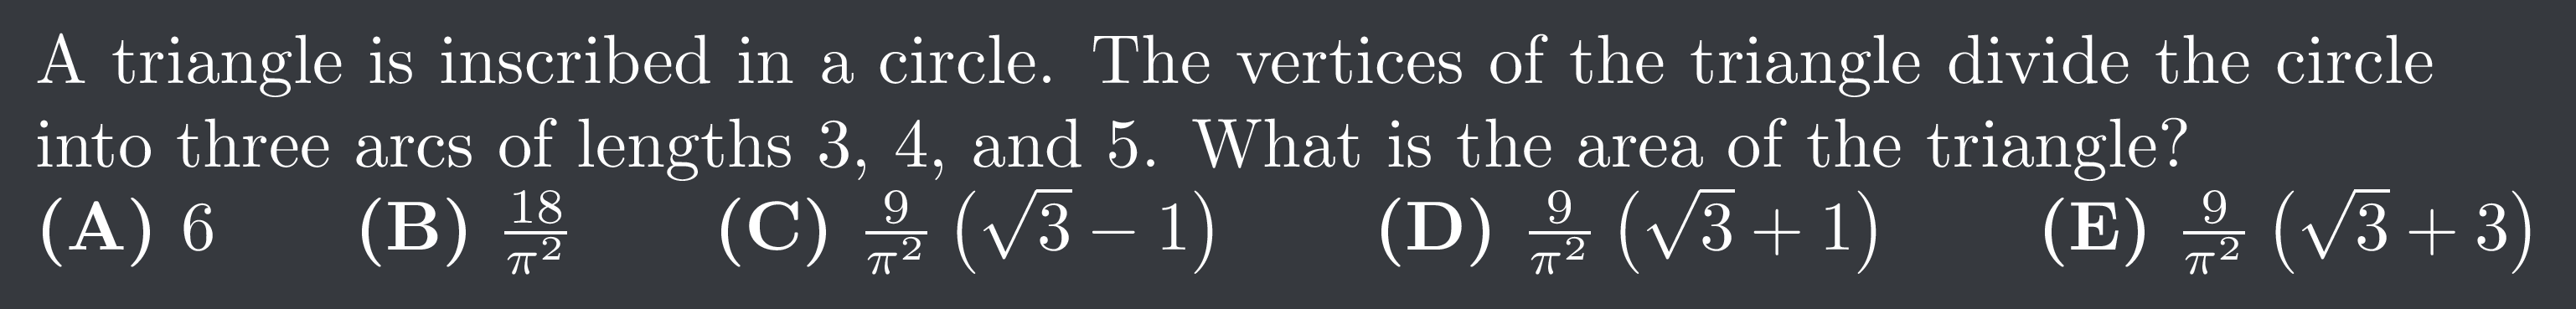 A triangle is inscribed in a circle. The vertices of the triangle divide the circle
into three arcs of lengths 3, 4, and 5. What is the area of the triangle?
(A) 6 (B) $\frac{18}{\pi^2}$ (C) $\frac{9}{\pi^2}\left(\sqrt{3}-1\right)$ (D) $\frac{9}{\pi^2}\left(\sqrt{3}+1\right)$ (E) $\frac{9}{\pi^2}\left(\sqrt{3}+3\right)$